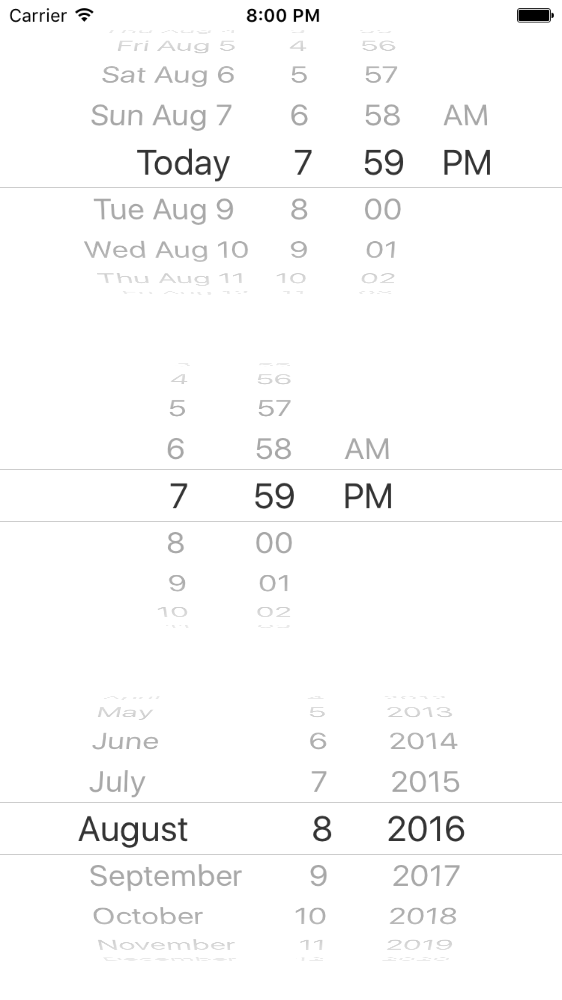 Carrier 8:00 PM
Fri Aug 5 4 56
Sat Aug 6 5 57
Sun Aug 7 6 58 AM
Today 7 59 PM
Tue Aug 9 8 00
Wed Aug 10 9 01
Thu Aug 11 10 02
4 56
5 57
6 58 AM
7 59 PM
8 00
9 01
10 02
May 5 2013
June 6 2014
July 7 2015
August 8 2016
September 9 2017
October 10 2018
November 11 2019